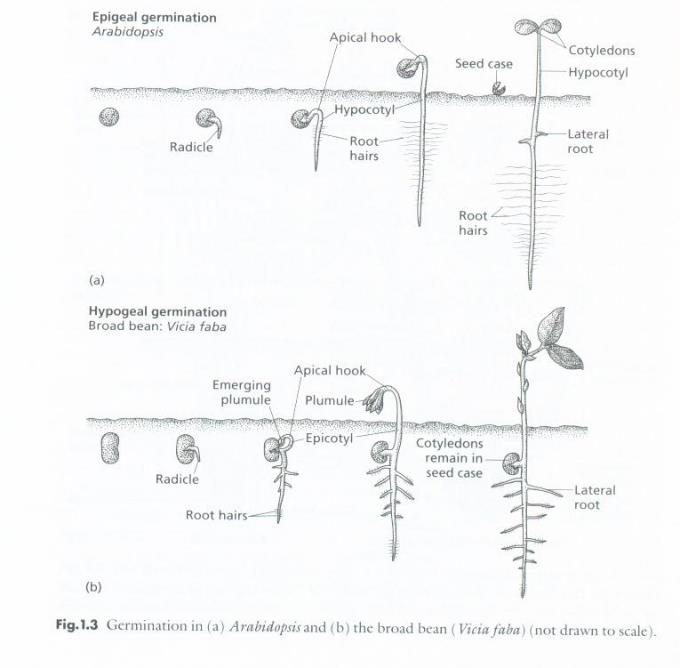 Epigeal germination
Arabidopsis
Apical hook
Seed case
Cotyledons
Hypocotyl
Hypocotyl
Radicle
Root
hairs
Lateral
root
Root
hairs
(a)
Hypogeal germination
Broad bean: Vicia faba
Apical hook
Emerging
plumule
Plumule
Epicotyl
Cotyledons
remain in
seed case
Radicle
Root hairs
Lateral
root
(b)
Fig.1.3 Germination in (a) Arabidopsis and (b) the broad bean (Vicia faba) (not drawn to scale).